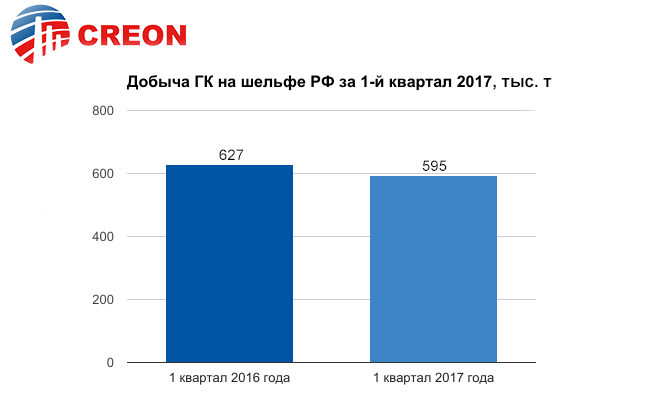 CREON
Добыча ГК на шельфе РФ за 1-й квартал 2017, тыс. т
800
627
595
600
400
200
0
1 квартал 2016 года
1 квартал 2017 года